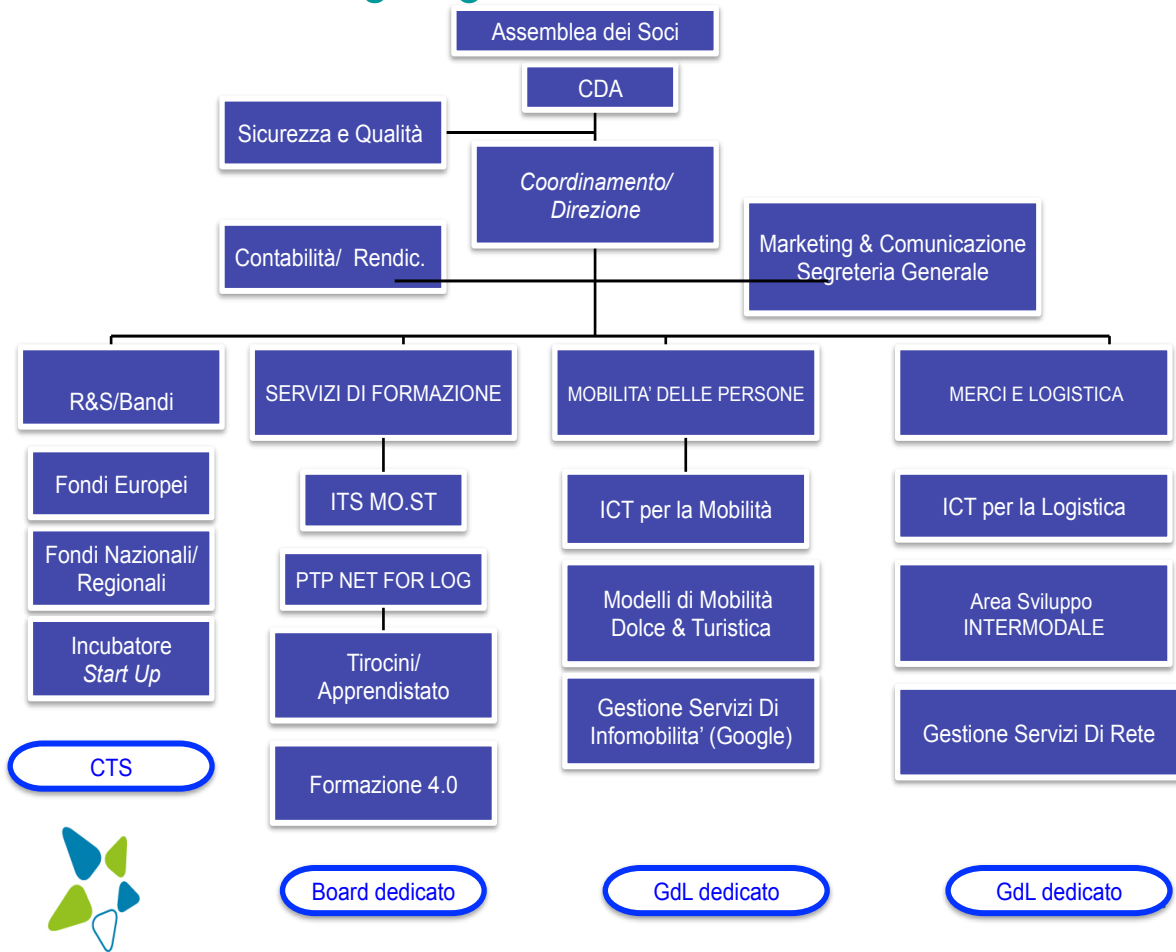 Assemblea dei Soci
CDA
Sicurezza e Qualità
Coordinamento/
Direzione
Contabilità/ Rendic.
Marketing & Comunicazione
Segreteria Generale
R&S/Bandi
SERVIZI DI FORMAZIONE
MOBILITA' DELLE PERSONE
MERCI E LOGISTICA
Fondi Europei
Fondi Nazionali/
Regionali
Incubatore
Start Up
CTS
ITS MO.ST
PTP NET FOR LOG
Tirocini/
Apprendistato
Formazione 4.0
Board dedicato
ICT per la Mobilità
Modelli di Mobilità
Dolce & Turistica
Gestione Servizi Di
Infomobilita' (Google)
GdL dedicato
ICT per la Logistica
Area Sviluppo
INTERMODALE
Gestione Servizi Di Rete
GdL dedicato